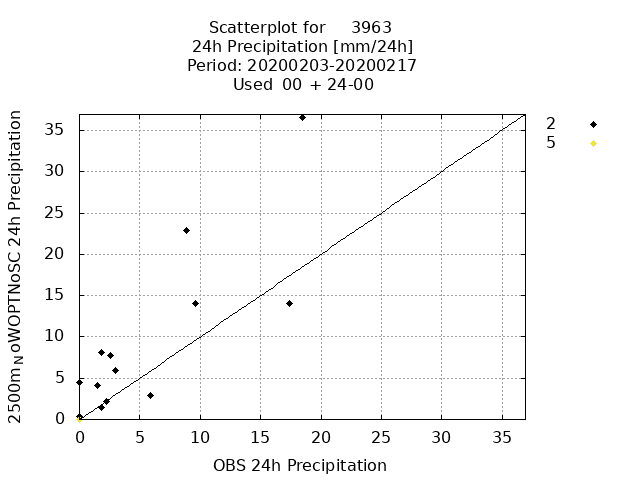 Scatterplot for 3963
24h Precipitation [mm/24h]
Period: 20200203-20200217
Used 00 + 24-00
2
5
2500m_NoWOPTNoSC 24h Precipitation
35
30
25
20
15
10
5
0
0 5 10 15 20 25 30 35
OBS 24h Precipitation